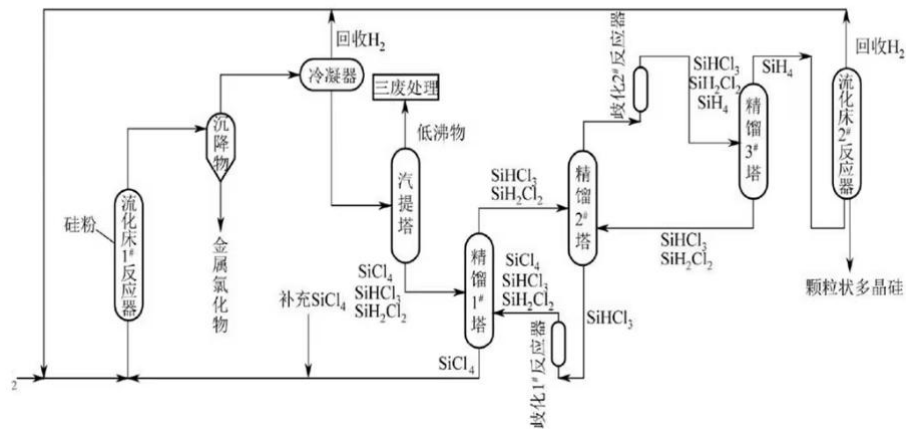 回收H₂
回收H₂
冷凝器
三废处理
低沸物
沉降物
金属氯化物
硅粉
流化床1#反应器
汽提塔
SiCl₄
SiHCl₃
SiH₂Cl₂
补充SiCl₄
SiCl₄
精馏1#塔
SiHCl₃
SiH₂Cl₂
SiCl₄
SiHCl₃
SiH₂Cl₂
歧化1#反应器
SiHCl₃
精馏2#塔
歧化2#反应器
SiHCl₃
SiH₂Cl₂
SiH₄
SiH₄
精馏3#塔
SiHCl₃
SiH₂Cl₂
流化床2#反应器
颗粒状多晶硅
2